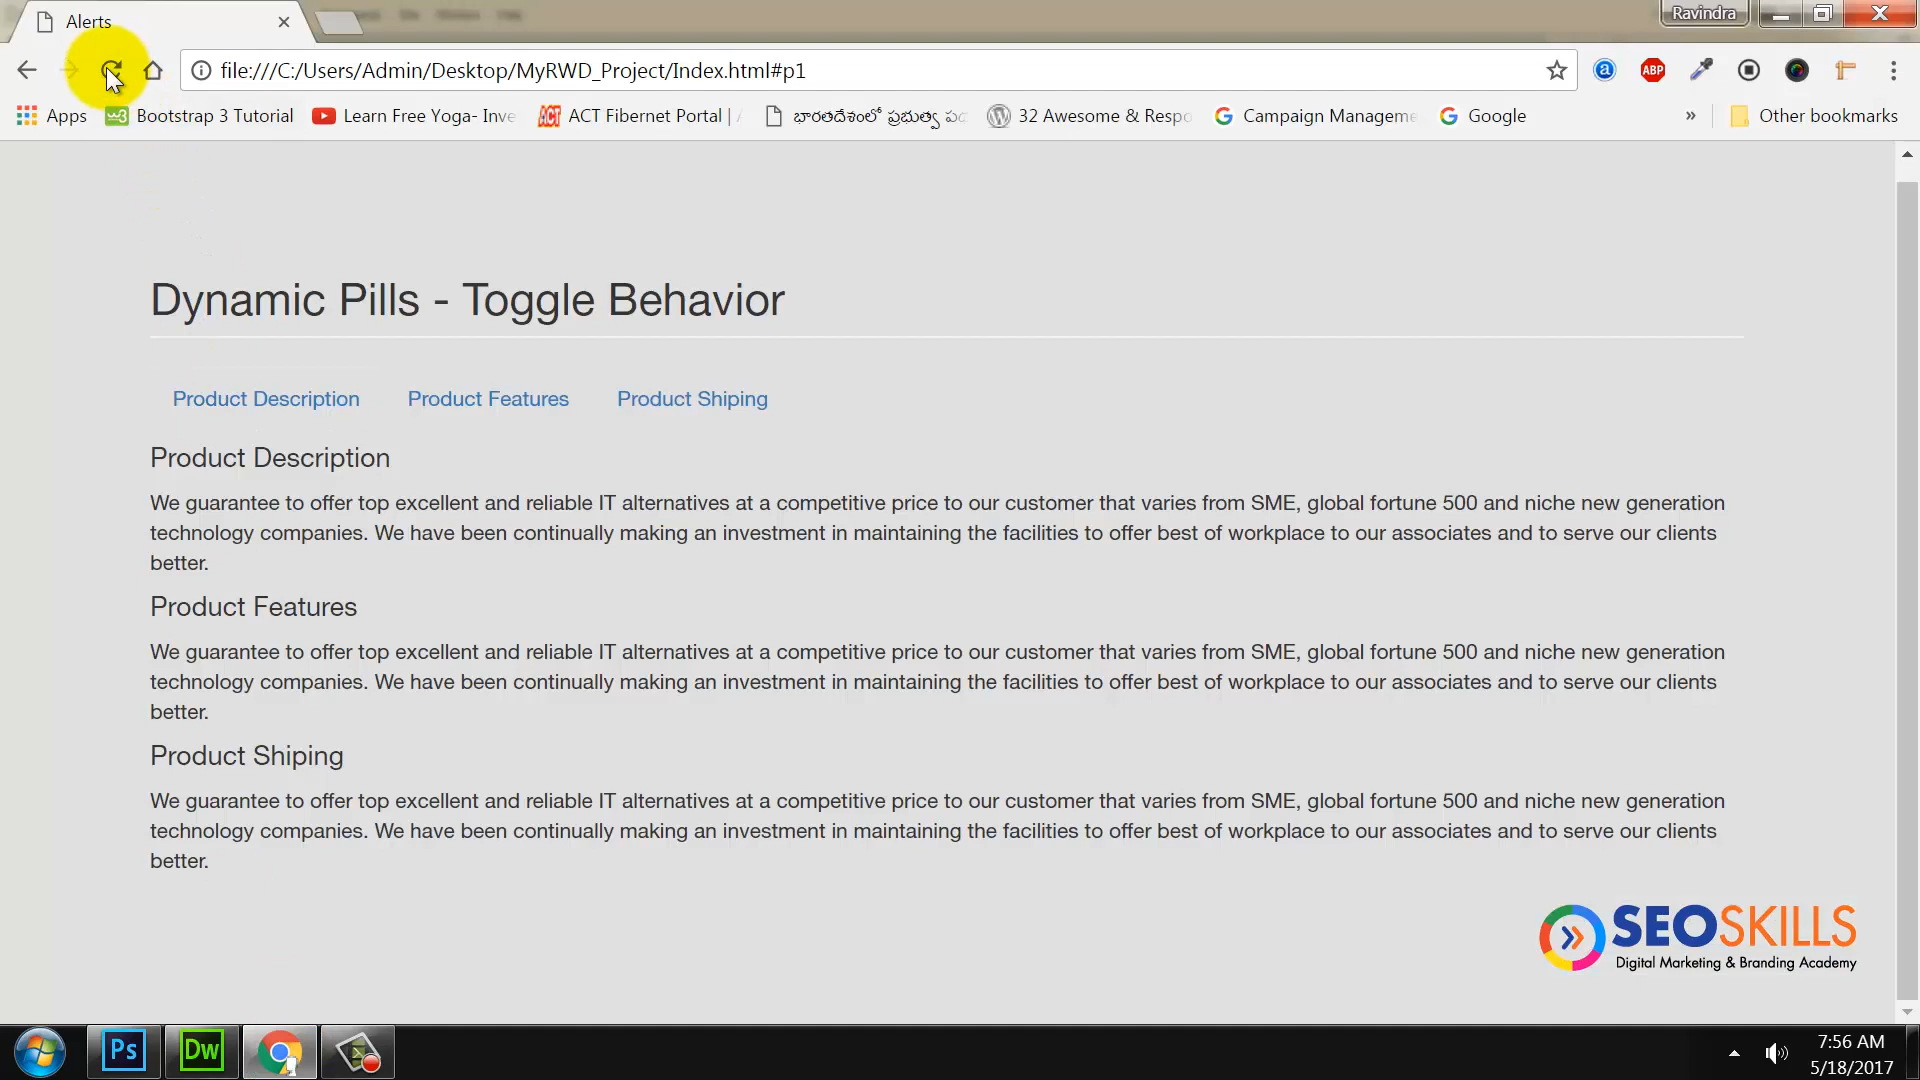 Alerts
Ravindra
file:///C:/Users/Admin/Desktop/MyRWD_Project/Index.html#p1
ABP
Apps Bootstrap 3 Tutorial Learn Free Yoga- Inve ACT Fibernet Portal | భారతదేశంలో ప్రభుత్వ 32 Awesome & Respo Campaign Manageme Google » Other bookmarks
Dynamic Pills - Toggle Behavior
Product Description Product Features Product Shiping
Product Description
We guarantee to offer top excellent and reliable IT alternatives at a competitive price to our customer that varies from SME, global fortune 500 and niche new generation
technology companies. We have been continually making an investment in maintaining the facilities to offer best of workplace to our associates and to serve our clients
better.
Product Features
We guarantee to offer top excellent and reliable IT alternatives at a competitive price to our customer that varies from SME, global fortune 500 and niche new generation
technology companies. We have been continually making an investment in maintaining the facilities to offer best of workplace to our associates and to serve our clients
better.
Product Shiping
We guarantee to offer top excellent and reliable IT alternatives at a competitive price to our customer that varies from SME, global fortune 500 and niche new generation
technology companies. We have been continually making an investment in maintaining the facilities to offer best of workplace to our associates and to serve our clients
better.
SEOSKILLS
Digital Marketing & Branding Academy
Ps Dw
7:56 AM
5/18/2017